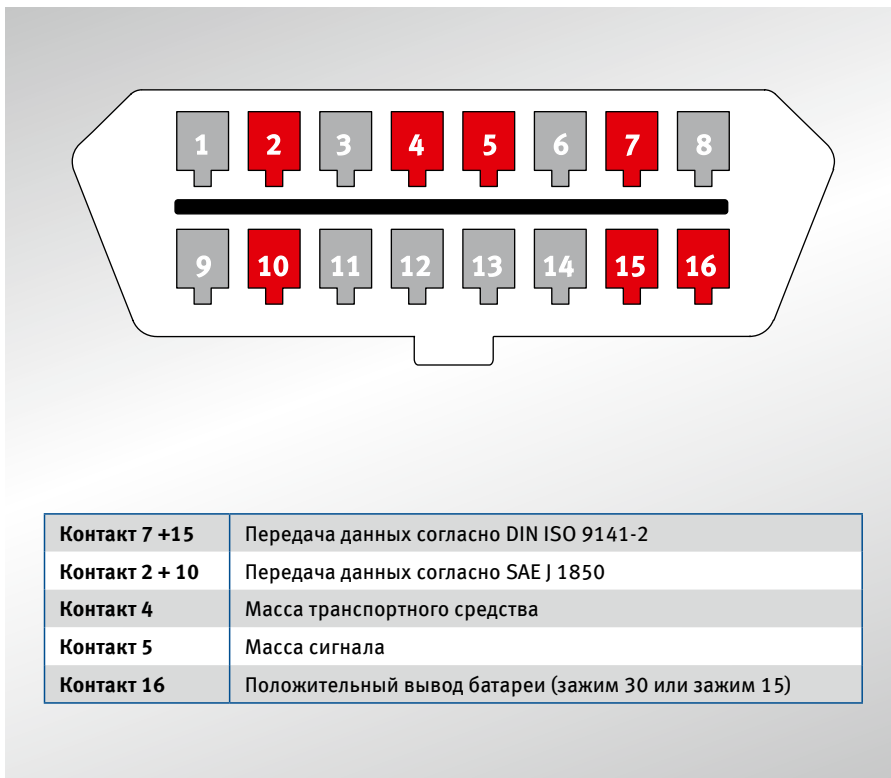 1 2 3 4 5 6 7 8
9 10 11 12 13 14 15 16
Контакт 7 +15 Передача данных согласно DIN ISO 9141-2
Контакт 2 + 10 Передача данных согласно SAE J 1850
Контакт 4 Масса транспортного средства
Контакт 5 Масса сигнала
Контакт 16 Положительный вывод батареи (зажим 30 или зажим 15)